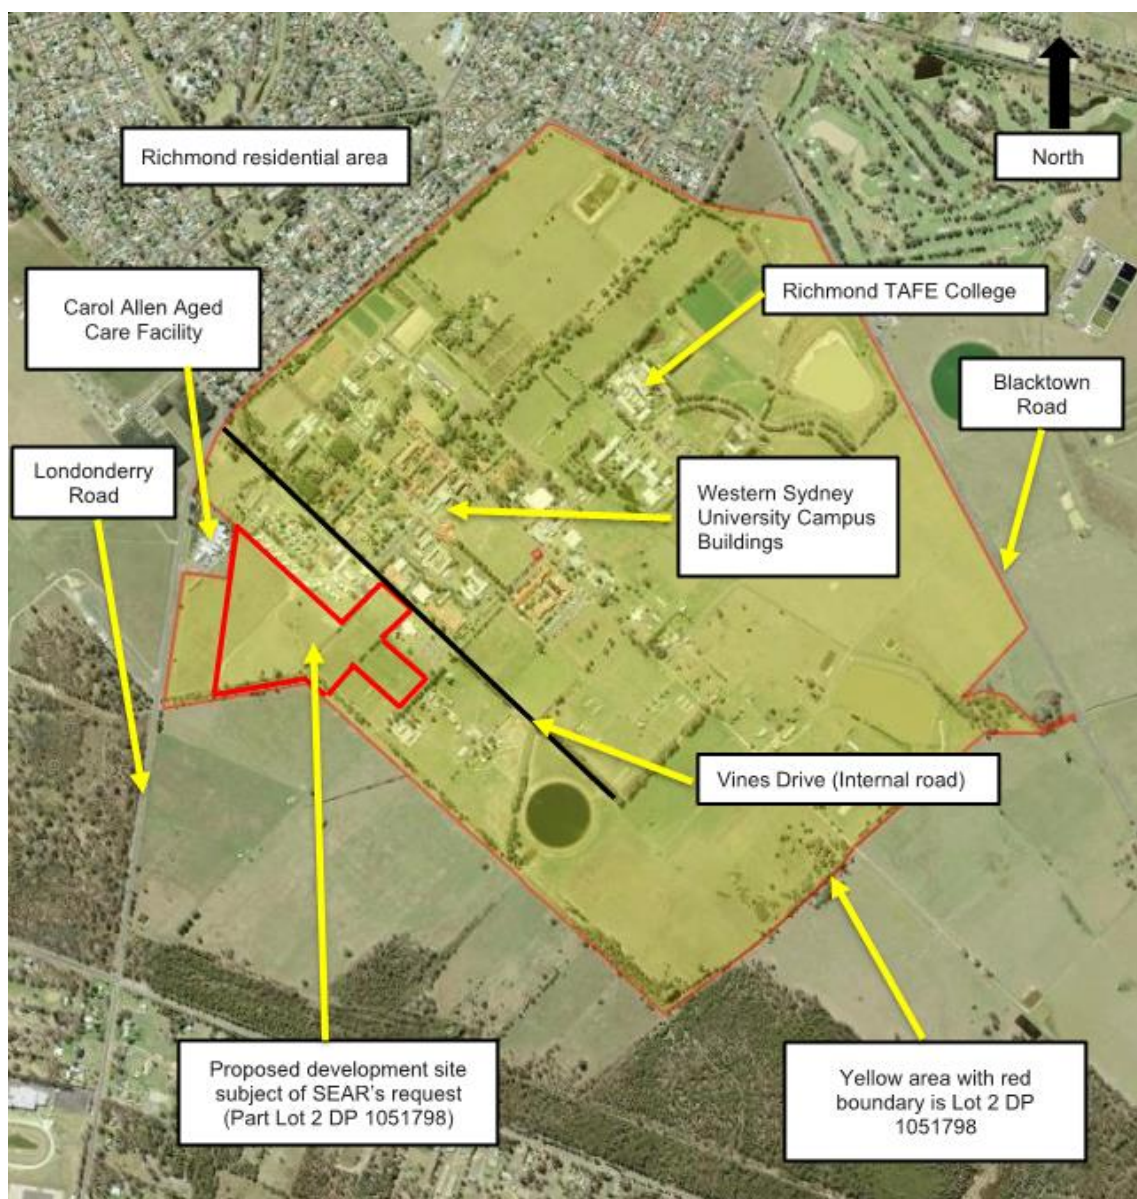 Richmond residential area
North
Carol Allen Aged
Care Facility
Richmond TAFE College
Blacktown
Road
Londonderry
Road
Western Sydney
University Campus
Buildings
Vines Drive (Internal road)
Proposed development site
subject of SEAR's request
(Part Lot 2 DP 1051798)
Yellow area with red
boundary is Lot 2 DP
1051798